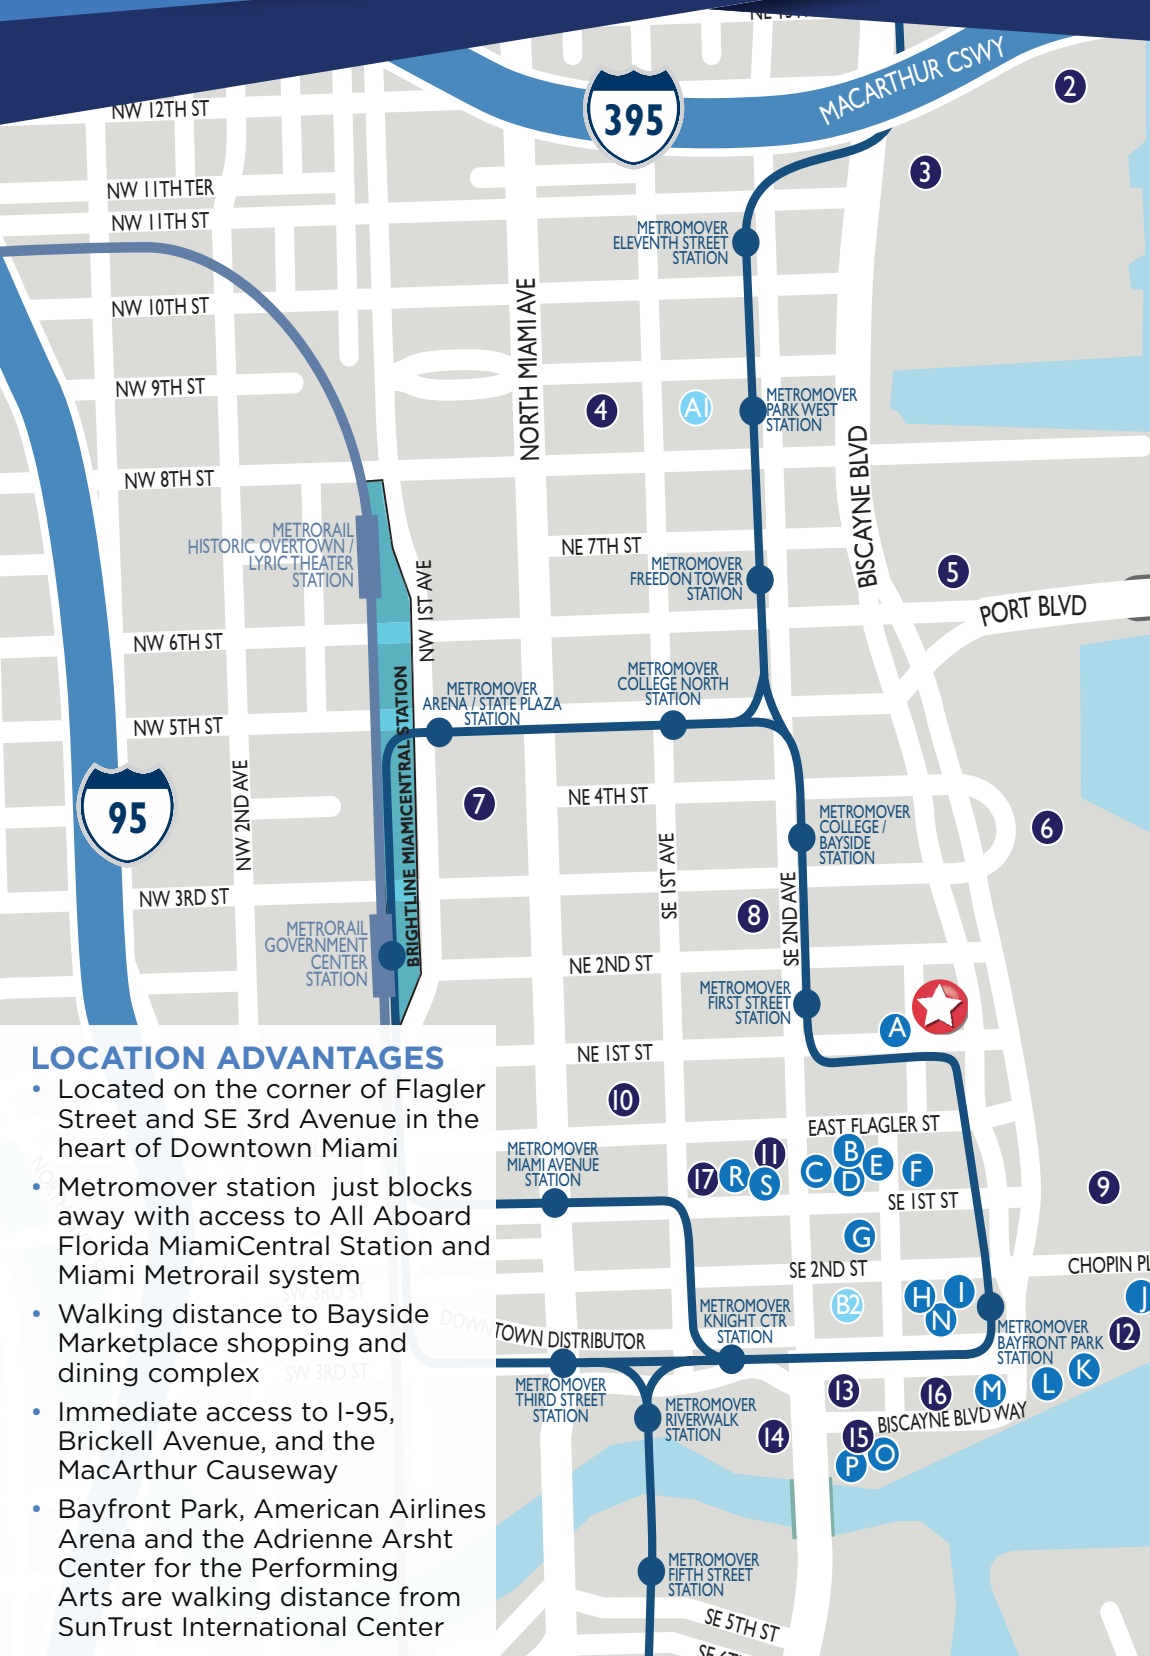 MACARTHUR CSWY
395
2
NW 12TH ST
3
NW 11TH TER
NW 11TH ST
METROMOVER
ELEVENTH STREET
STATION
NW 10TH ST
NORTH MIAMI AVE
NW 9TH ST
4
A1
METROMOVER
PARK WEST
STATION
BISCAYNE BLVD
NW 8TH ST
METRORAIL
HISTORIC OVERTOWN /
LYRIC THEATER
STATION
NE 7TH ST
METROMOVER
FREEDON TOWER
STATION
5
NW 1ST AVE
PORT BLVD
NW 6TH ST
METROMOVER
COLLEGE NORTH
STATION
METROMOVER
ARENA / STATE PLAZA
STATION
NW 5TH ST
BRIGHTLINE MIAMICENTRAL STATION
95
NW 2ND AVE
7
NE 4TH ST
METROMOVER
COLLEGE /
BAYSIDE
STATION
6
SE 1ST AVE
SE 2ND AVE
NW 3RD ST
8
METRORAIL
GOVERNMENT
CENTER
STATION
NE 2ND ST
METROMOVER
FIRST STREET
STATION
A
NE 1ST ST
10
EAST FLAGLER ST
METROMOVER
MIAMI AVENUE
STATION
11
17
R
S
C
B
D
E
F
9
SE 1ST ST
G
SE 2ND ST
CHOPIN PL
B2
H
I
N
J
METROMOVER
KNIGHT CTR
STATION
DOWNTOWN DISTRIBUTOR
METROMOVER
BAYFRONT PARK
STATION
12
K
L
M
METROMOVER
THIRD STREET
STATION
13
16
METROMOVER
RIVERWALK
STATION
14
15
BISCAYNE BLVD WAY
P
O
METROMOVER
FIFTH STREET
STATION
SE 5TH ST
SW 3RD ST
SW 3RD ST
LOCATION ADVANTAGES
• Located on the corner of Flagler
Street and SE 3rd Avenue in the
heart of Downtown Miami
• Metromover station just blocks
away with access to All Aboard
Florida MiamiCentral Station and
Miami Metrorail system
• Walking distance to Bayside
Marketplace shopping and
dining complex
• Immediate access to I-95,
Brickell Avenue, and the
MacArthur Causeway
• Bayfront Park, American Airlines
Arena and the Adrienne Arsht
Center for the Performing
Arts are walking distance from
SunTrust International Center